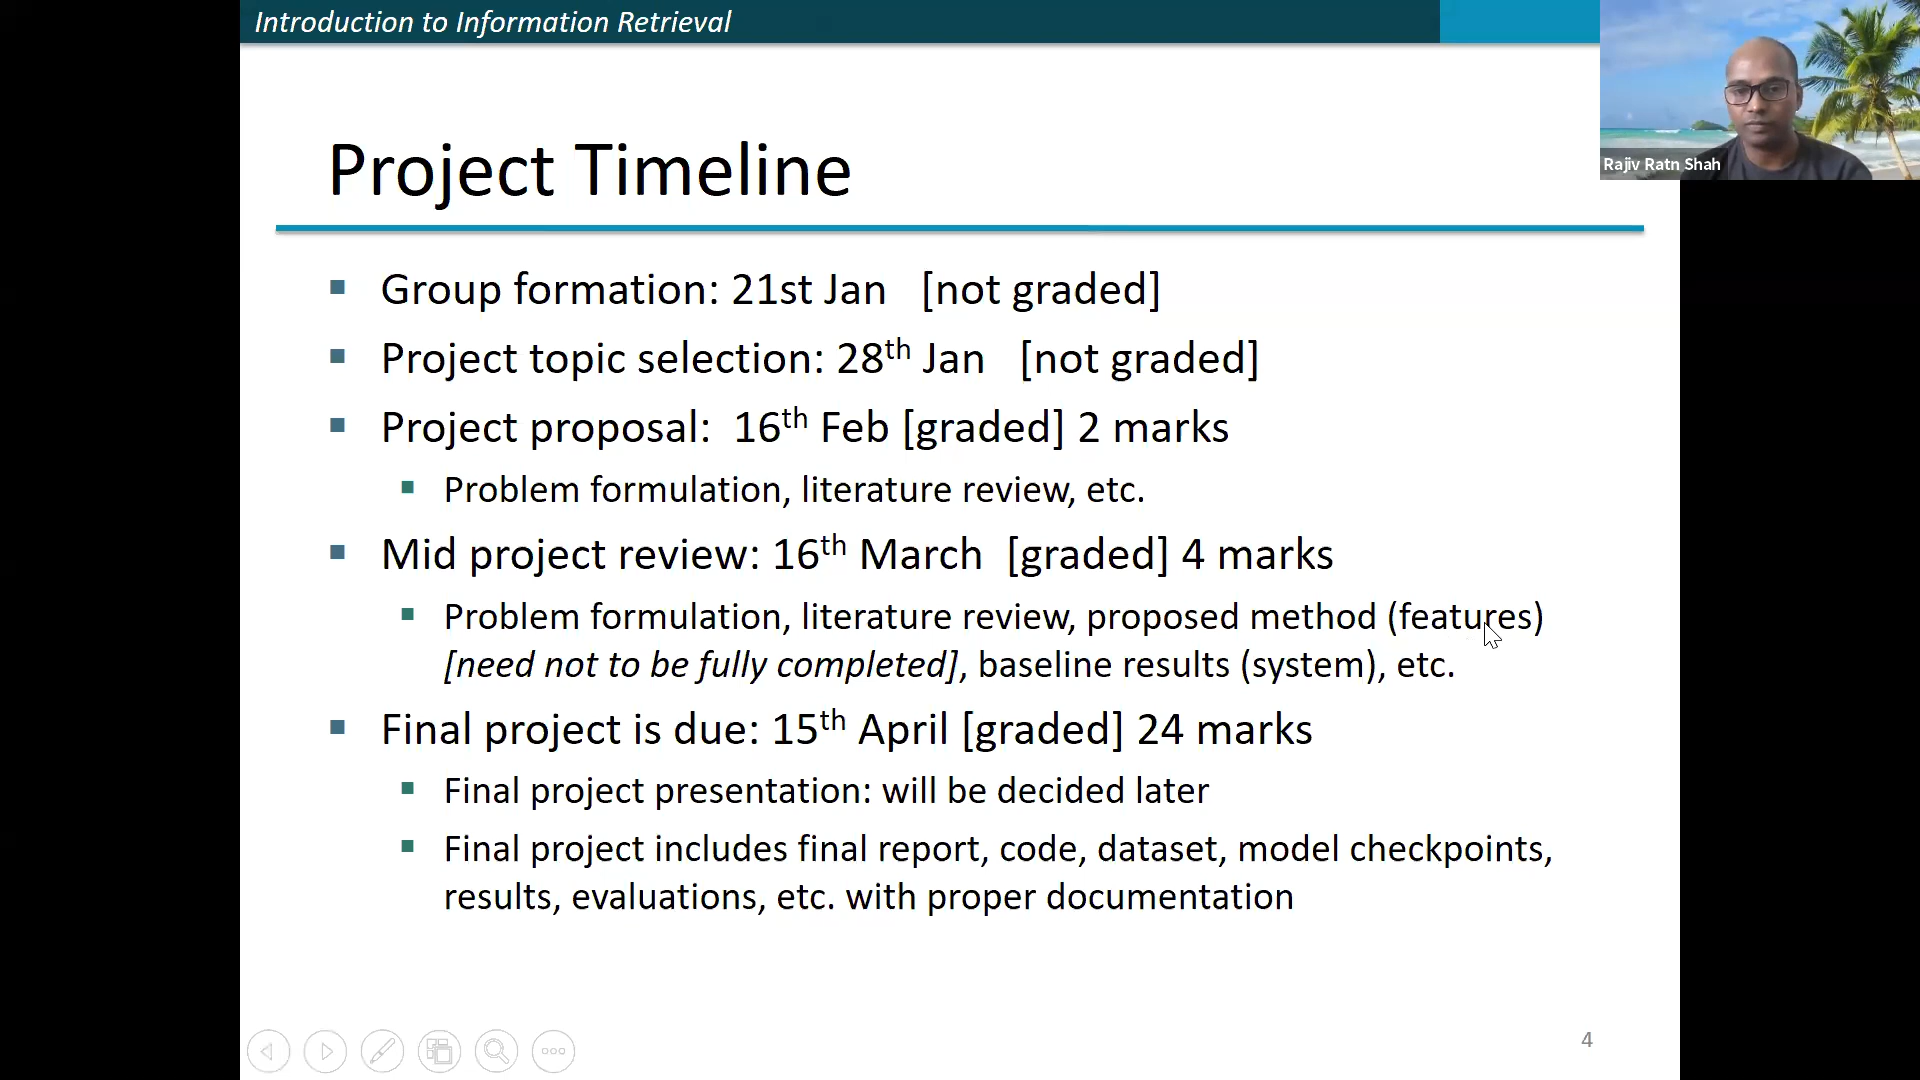 Introduction to Information Retrieval
Rajiv Ratn Shah
Project Timeline
Group formation: 21st Jan [not graded]
Project topic selection: 28th Jan [not graded]
Project proposal: 16th Feb [graded] 2 marks
Problem formulation, literature review, etc.
Mid project review: 16th March [graded] 4 marks
Problem formulation, literature review, proposed method (features)
[need not to be fully completed], baseline results (system), etc.
Final project is due: 15th April [graded] 24 marks
Final project presentation: will be decided later
Final project includes final report, code, dataset, model checkpoints,
results, evaluations, etc. with proper documentation
4